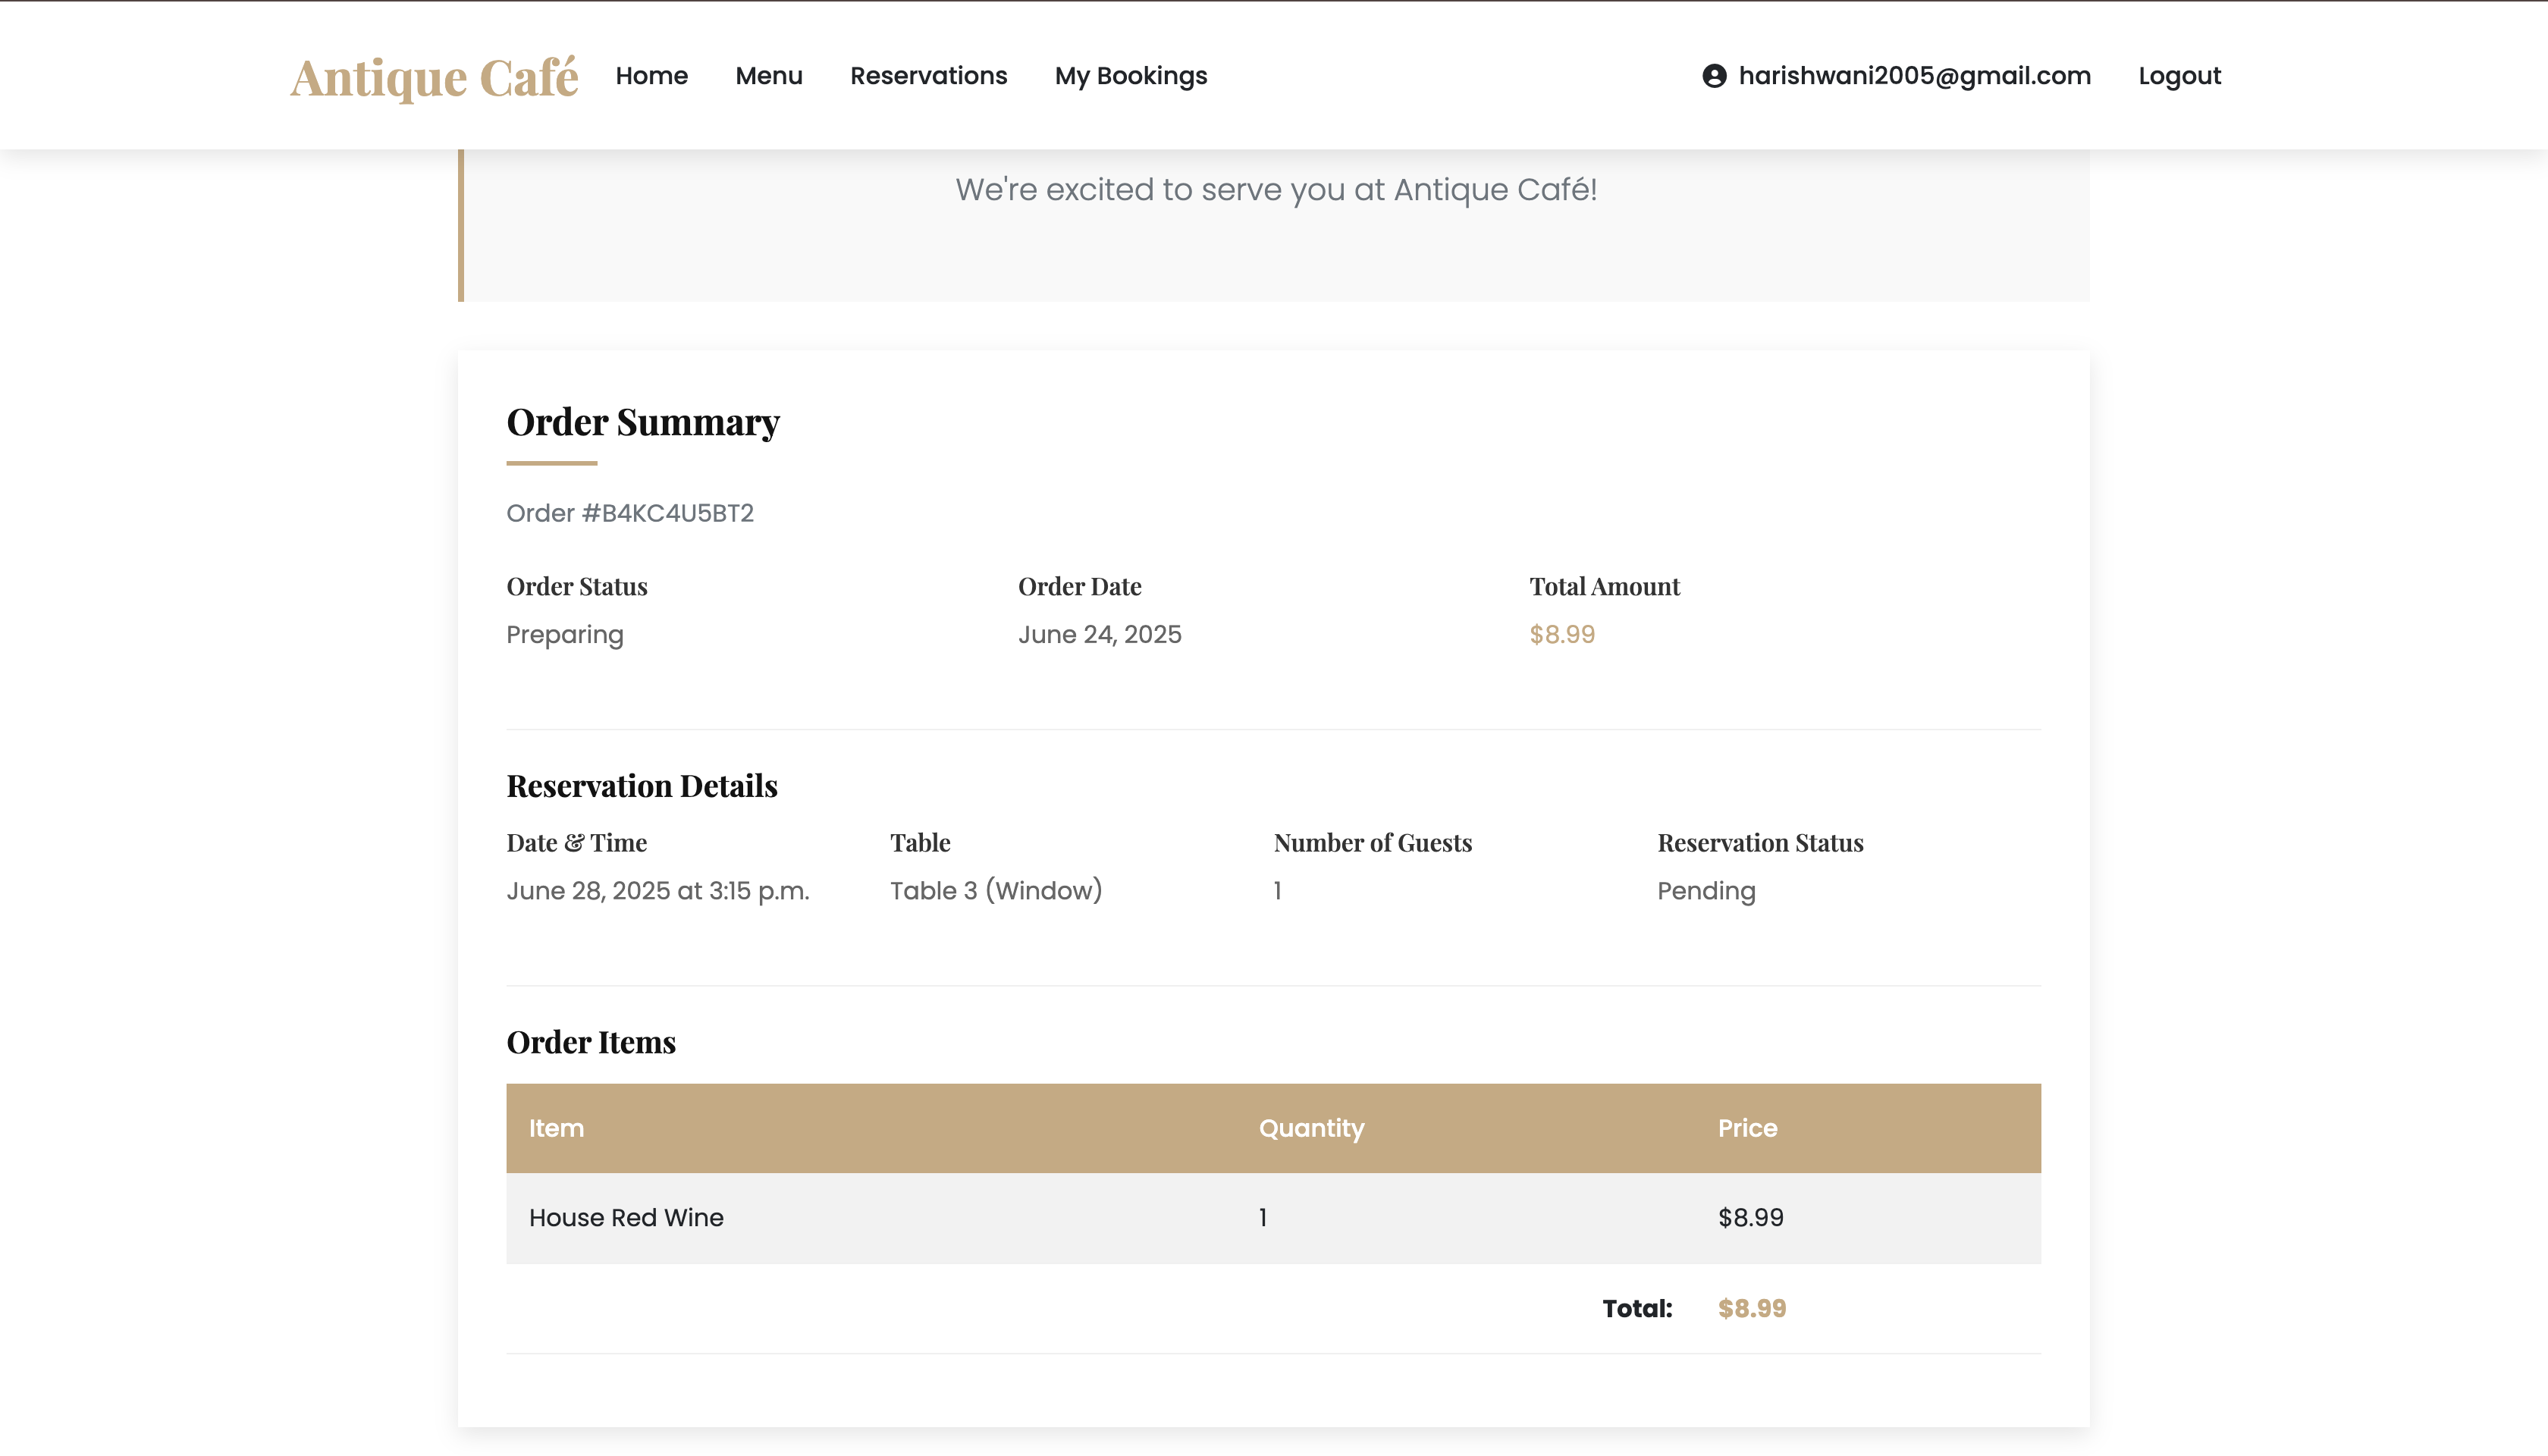 Antique Café Home Menu Reservations My Bookings harishwani2005@gmail.com Logout
We're excited to serve you at Antique Café!
Order Summary
Order #B4KC4U5BT2
Order Status Order Date Total Amount
Preparing June 24, 2025 $8.99
Reservation Details
Date & Time Table Number of Guests Reservation Status
June 28, 2025 at 3:15 p.m. Table 3 (Window) 1 Pending
Order Items
Item Quantity Price
House Red Wine 1 $8.99
Total: $8.99